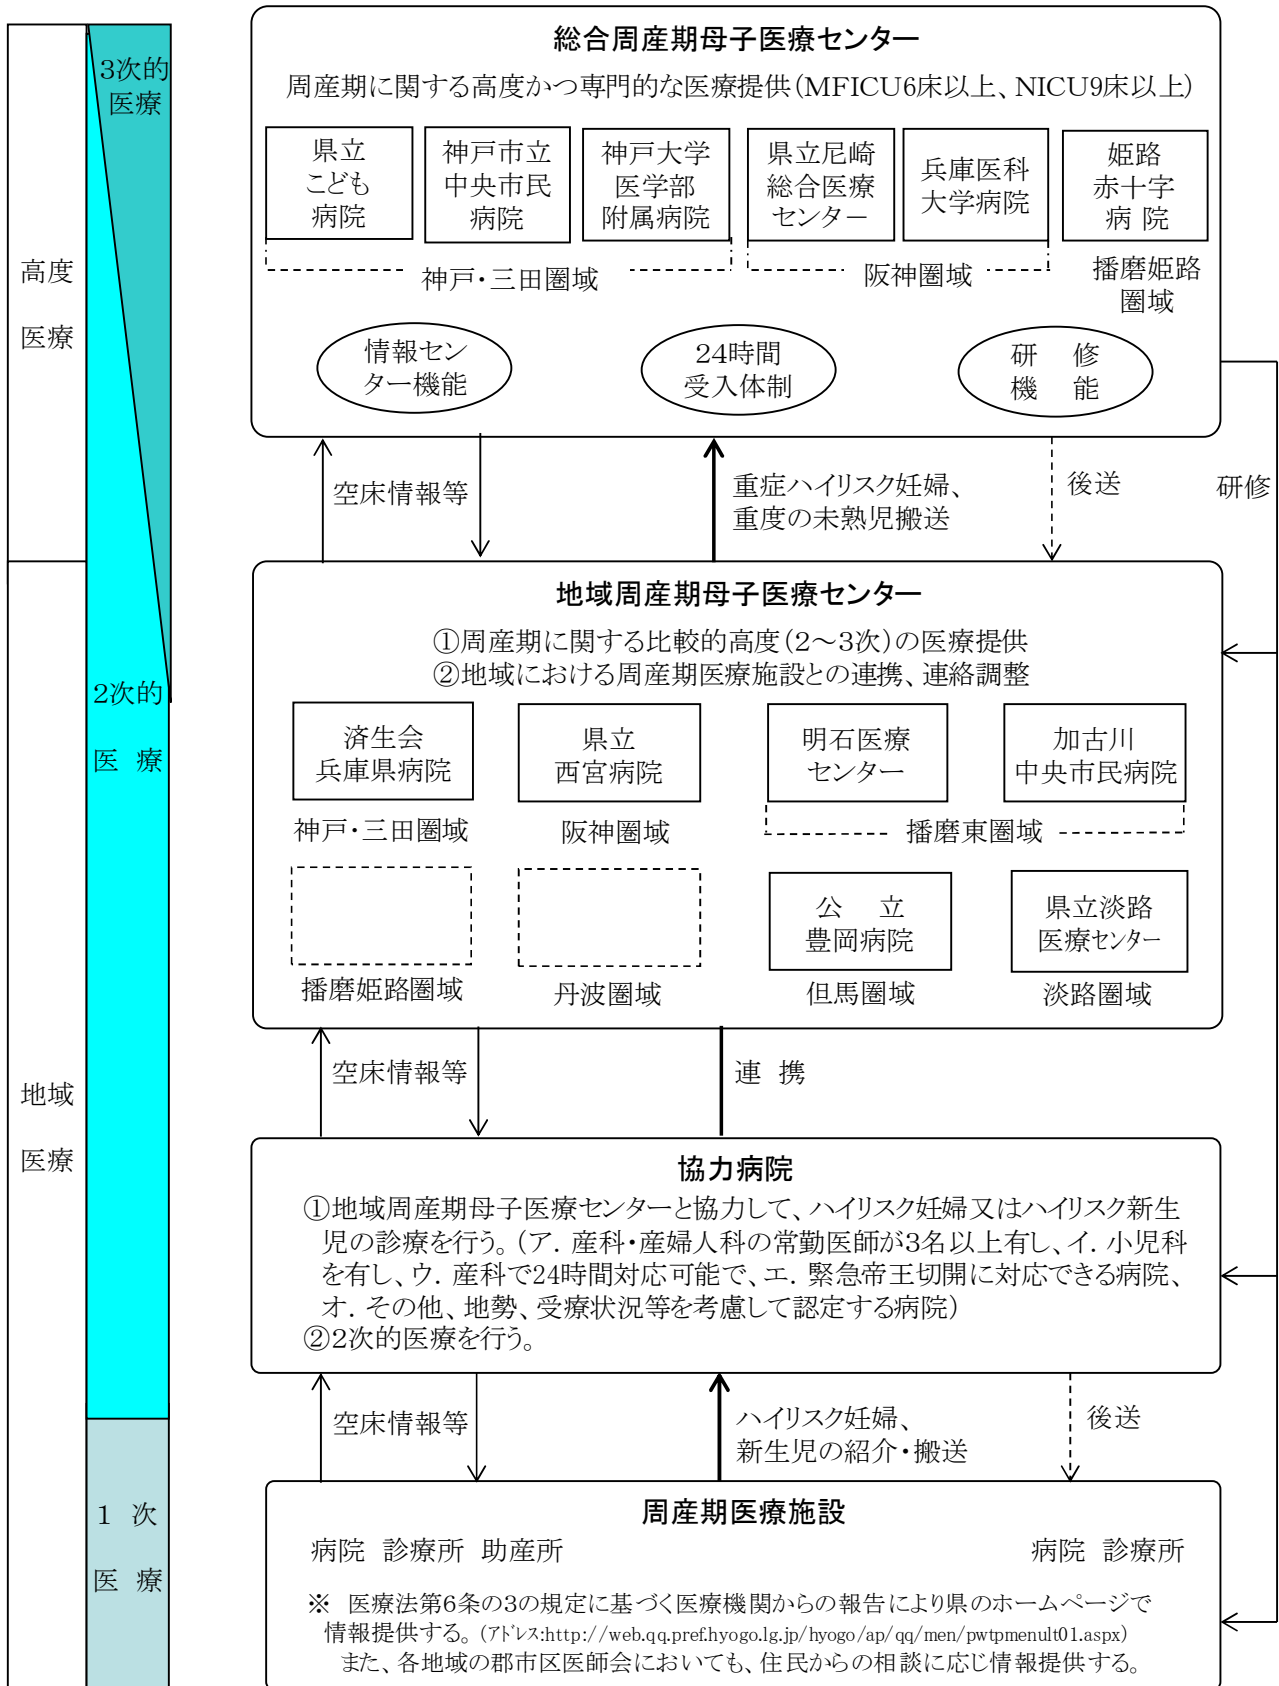 総合周産期母子医療センター
周産期に関する高度かつ専門的な医療提供(MFICU6床以上、NICU9床以上)
県立
こども
病院
神戸市立
中央市民
病院
神戸大学
医学部
附属病院
県立尼崎
総合医療
センター
兵庫医科
大学病院
姫路
赤十字
病 院
神戸・三田圏域
阪神圏域
播磨姫路
圏域
情報セン
ター機能
24時間
受入体制
研 修
機 能
3次的
医療
高度
医療
空床情報等
重症ハイリスク妊婦、
重度の未熟児搬送
後送
研修
地域周産期母子医療センター
①周産期に関する比較的高度(2～3次)の医療提供
②地域における周産期医療施設との連携、連絡調整
済生会
兵庫県病院
県立
西宮病院
明石医療
センター
加古川
中央市民病院
神戸・三田圏域
阪神圏域
播磨東圏域
公 立
豊岡病院
県立淡路
医療センター
播磨姫路圏域
丹波圏域
但馬圏域
淡路圏域
2次的
医 療
地域
医療
空床情報等
連 携
協力病院
①地域周産期母子医療センターと協力して、ハイリスク妊婦又はハイリスク新生
児の診療を行う。(ア．産科・産婦人科の常勤医師が3名以上有し、イ．小児科
を有し、ウ．産科で24時間対応可能で、エ．緊急帝王切開に対応できる病院、
オ．その他、地勢、受療状況等を考慮して認定する病院)
②2次的医療を行う。
空床情報等
ハイリスク妊婦、
新生児の紹介・搬送
後送
1 次
医 療
周産期医療施設
病院 診療所 助産所
病院 診療所
※ 医療法第6条の3の規定に基づく医療機関からの報告により県のホームページで
情報提供する。(ｱﾄﾞﾚｽ:http://web.qq.pref.hyogo.lg.jp/hyogo/ap/qq/men/pwtpmenult01.aspx)
また、各地域の郡市区医師会においても、住民からの相談に応じ情報提供する。